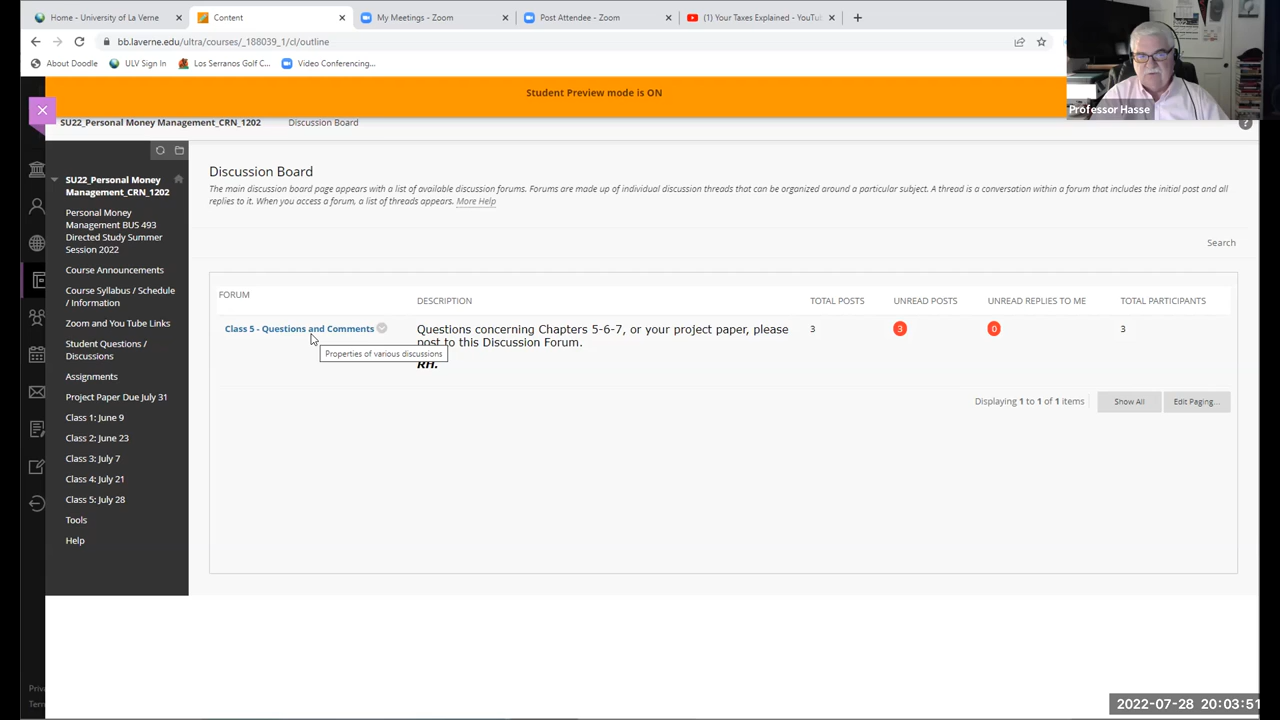 Home - University of La Verne
Content
My Meetings - Zoom
Post Attendee - Zoom
(1) Your Taxes Explained - YouTu
bb.laverne.edu/ultra/courses/_188039_1/cl/outline
About Doodle
ULV Sign In
Los Serranos Golf C...
Video Conferencing...
Student Preview mode is ON
Professor Hasse
SU22_Personal Money Management_CRN_1202
Discussion Board
SU22_Personal Money
Management_CRN_1202
Personal Money
Management BUS 493
Directed Study Summer
Session 2022
Course Announcements
Course Syllabus / Schedule
/ Information
Zoom and You Tube Links
Student Questions /
Discussions
Assignments
Project Paper Due July 31
Class 1: June 9
Class 2: June 23
Class 3: July 7
Class 4: July 21
Class 5: July 28
Tools
Help
Priva
Term
Discussion Board
The main discussion board page appears with a list of available discussion forums. Forums are made up of individual discussion threads that can be organized around a particular subject. A thread is a conversation within a forum that includes the initial post and all
replies to it. When you access a forum, a list of threads appears. More Help
Search
FORUM
DESCRIPTION
TOTAL POSTS
UNREAD POSTS
UNREAD REPLIES TO ME
TOTAL PARTICIPANTS
Class 5 - Questions and Comments
Questions concerning Chapters 5-6-7, or your project paper, please
post to this Discussion Forum.
RH.
3
3
0
3
Properties of various discussions
Displaying 1 to 1 of 1 items
Show All
Edit Paging...
2022-07-28 20:03:51